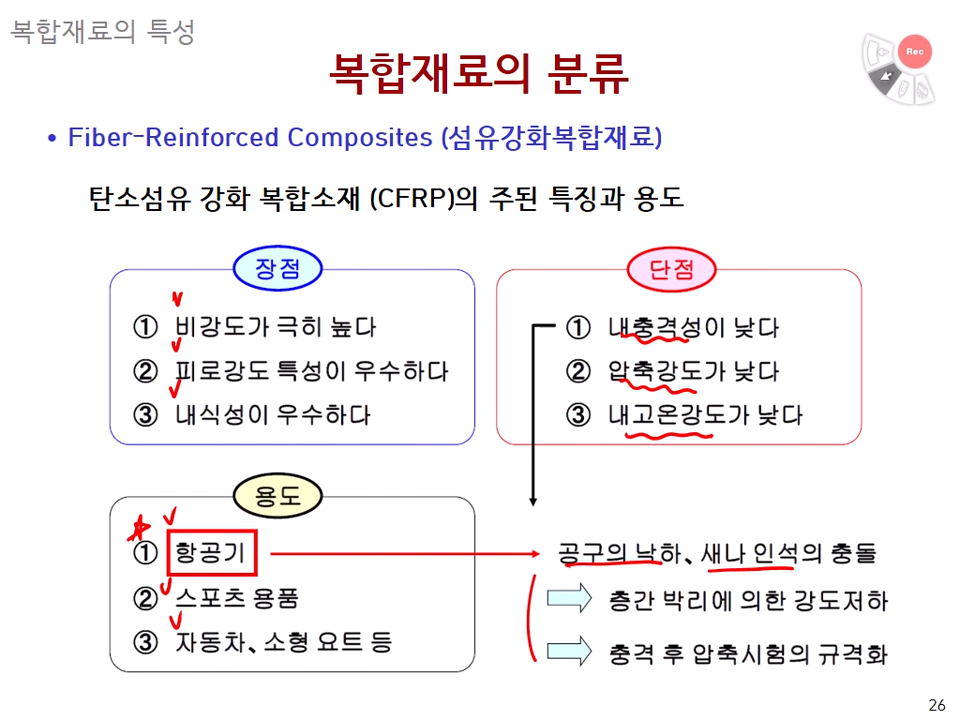 복합재료의 특성
Rec
복합재료의 분류
• Fiber-Reinforced Composites (섬유강화복합재료)
탄소섬유 강화 복합소재 (CFRP)의 주된 특징과 용도
장점
① 비강도가 극히 높다
② 피로강도 특성이 우수하다
③ 내식성이 우수하다
단점
① 내충격성이 낮다
② 압축강도가 낮다
③ 내고온강도가 낮다
용도
① 항공기
② 스포츠 용품
③ 자동차、소형 요트 등
공구의 낙하、새나 인석의 충돌
층간 박리에 의한 강도저하
충격 후 압축시험의 규격화
26